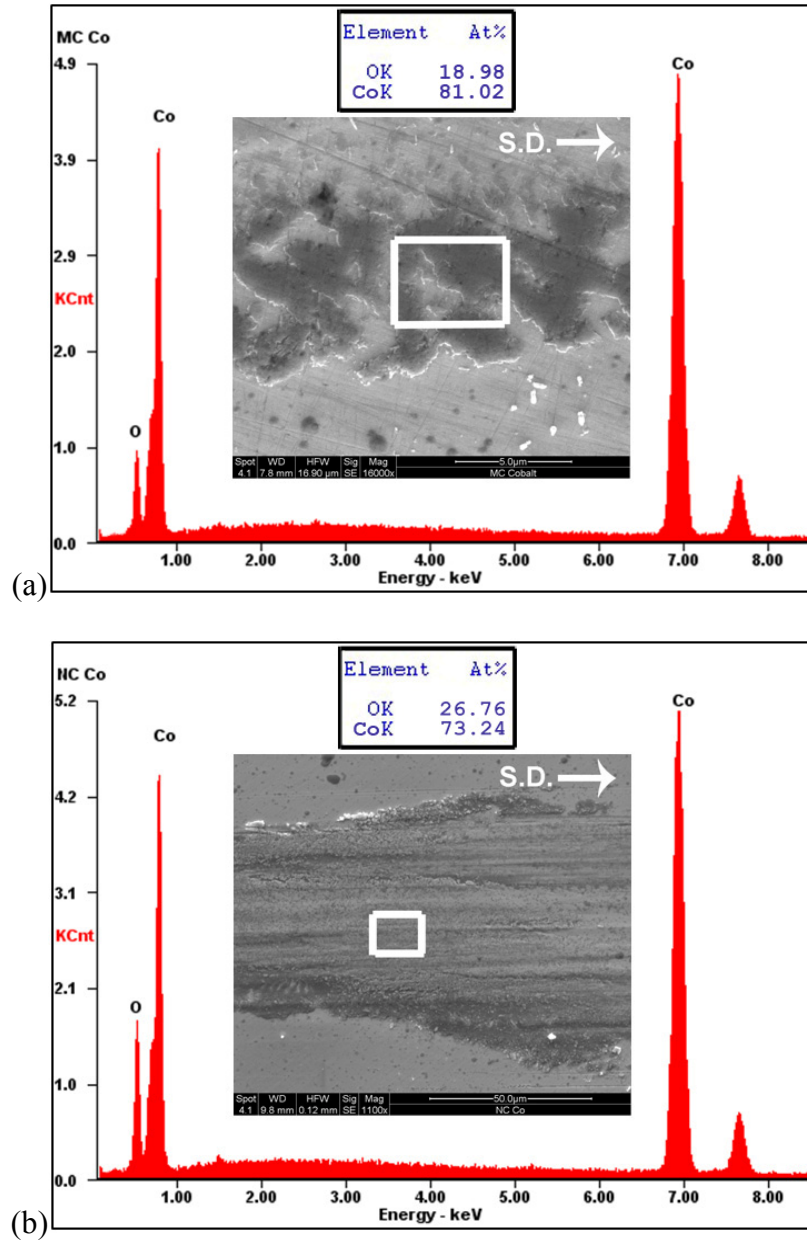 MC Co
Element At%
OK 18.98
CoK 81.02
4.9
3.9
2.9
KCnt
2.0
1.0
0.0
Co
O
Co
S.D.
Spot WD HFW Sig Mag 5.0µm
4.1 7.8 mm 16.90 µm SE 16000x MC Cobalt
1.00 2.00 3.00 4.00 5.00 6.00 7.00 8.00
Energy - keV
(a)
NC Co
Element At%
OK 26.76
CoK 73.24
5.2
4.2
3.1
KCnt
2.1
1.0
0.0
Co
O
Co
S.D.
Spot WD HFW Sig Mag 50.0µm
4.1 9.8 mm 0.12 mm SE 1100x NC Co
1.00 2.00 3.00 4.00 5.00 6.00 7.00 8.00
Energy - keV
(b)